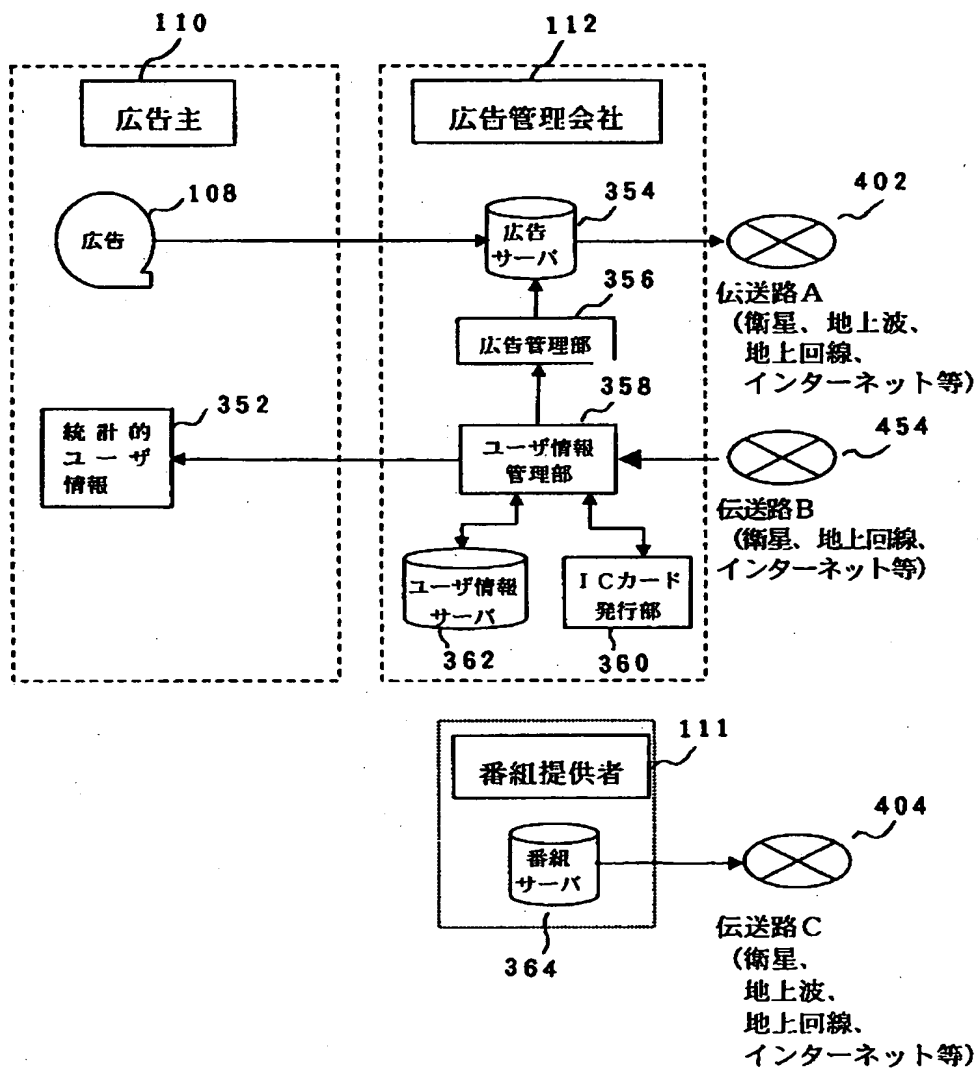 110
112
広告主
広告管理会社
108
広告
354
広告
サーバ
402
伝送路A
(衛星、地上波、
地上回線、
インターネット等)
356
広告管理部
352
統計的
ユーザ
情報
358
ユーザ情報
管理部
454
伝送路B
(衛星、地上回線、
インターネット等)
ユーザ情報
サーバ
362
ICカード
発行部
360
111
番組提供者
番組
サーバ
364
404
伝送路C
(衛星、
地上波、
地上回線、
インターネット等)